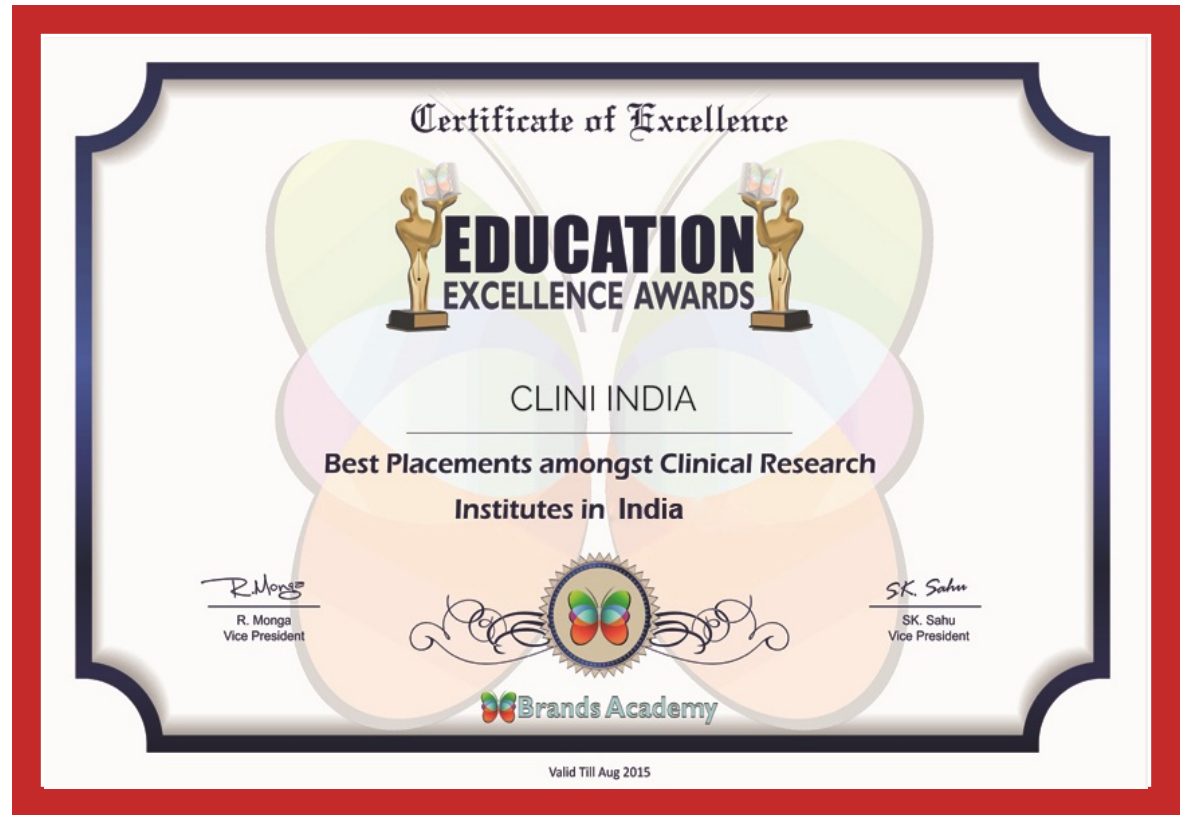 Certificate of Excellence
EDUCATION
EXCELLENCE AWARDS
CLINI INDIA
Best Placements amongst Clinical Research
Institutes in India
R.Monga
R. Monga
Vice President
SK. Sahu
SK. Sahu
Vice President
Brands Academy
Valid Till Aug 2015